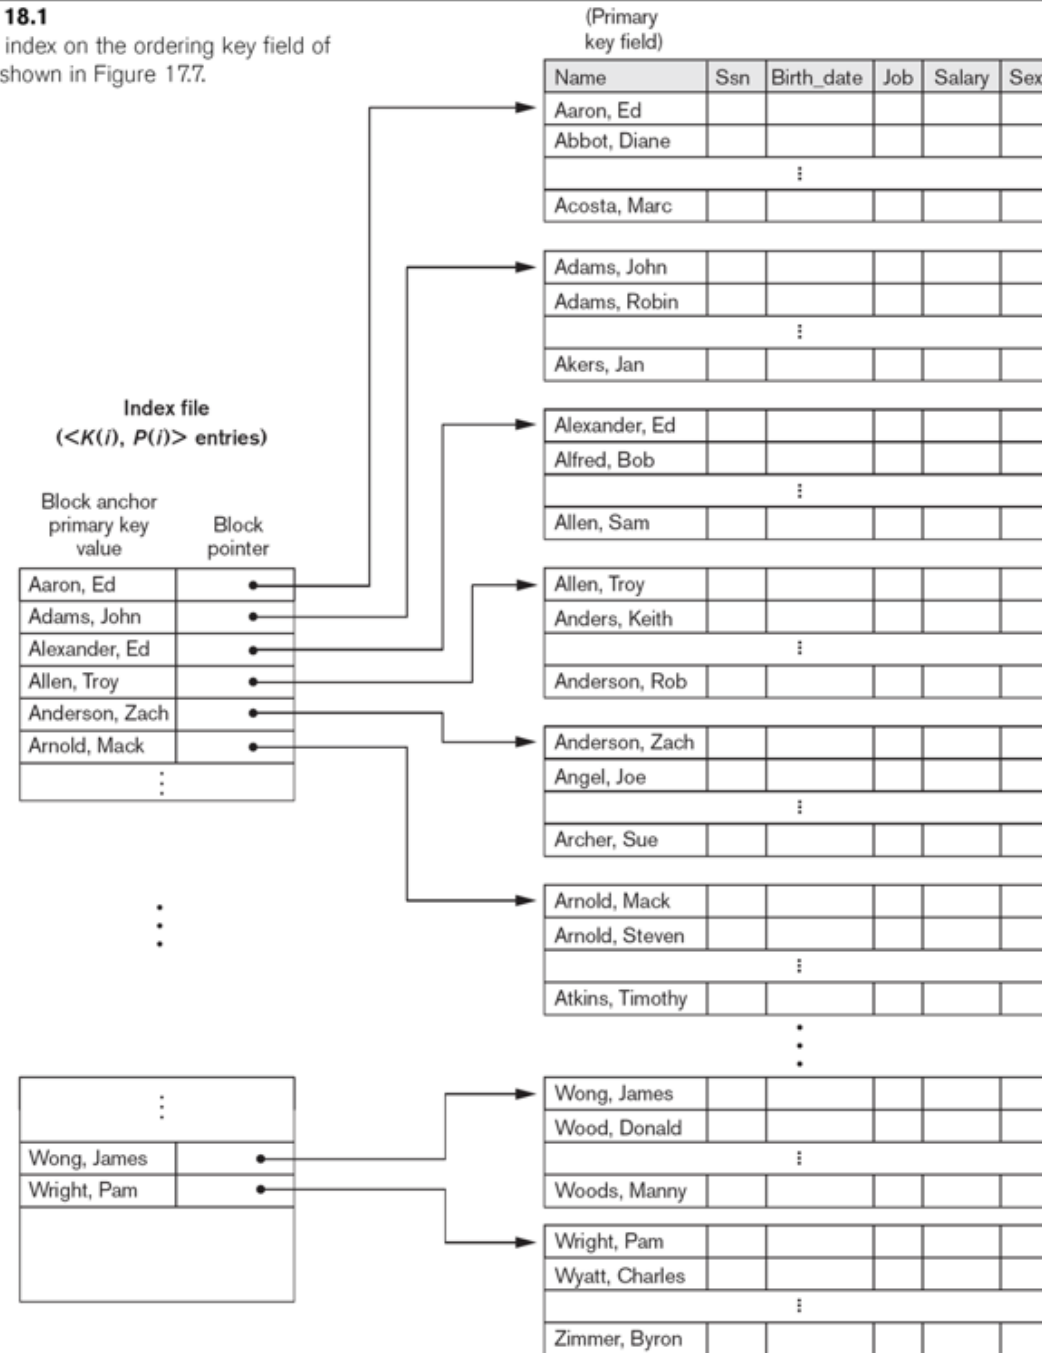 18.1
index on the ordering key field of
shown in Figure 17.7.
(Primary
key field)
Name Ssn Birth_date Job Salary Sex
Aaron, Ed
Abbot, Diane
Acosta, Marc
Adams, John
Adams, Robin
Akers, Jan
Alexander, Ed
Alfred, Bob
Allen, Sam
Allen, Troy
Anders, Keith
Anderson, Rob
Anderson, Zach
Angel, Joe
Archer, Sue
Arnold, Mack
Arnold, Steven
Atkins, Timothy
Wong, James
Wood, Donald
Woods, Manny
Wright, Pam
Wyatt, Charles
Zimmer, Byron
Index file
(<K(i), P(i)> entries)
Block anchor
primary key
value
Block
pointer
Aaron, Ed
Adams, John
Alexander, Ed
Allen, Troy
Anderson, Zach
Arnold, Mack
Wong, James
Wright, Pam